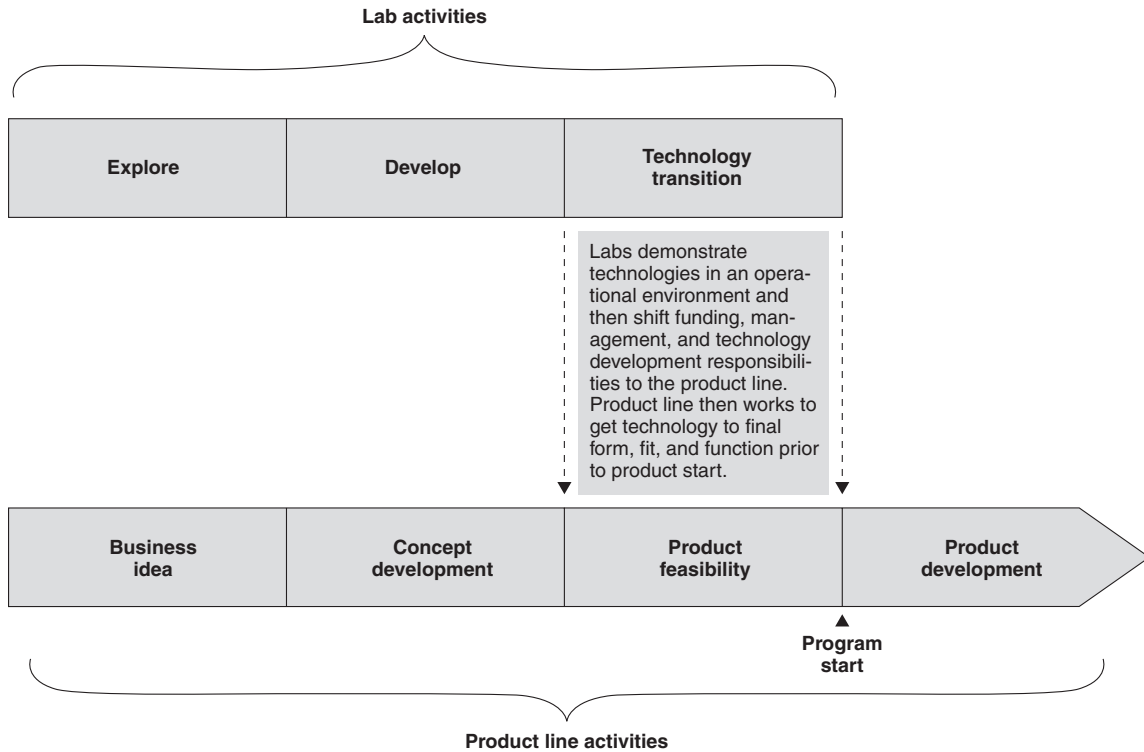 Lab activities
Explore
Develop
Technology
transition
Labs demonstrate
technologies in an opera-
tional environment and
then shift funding, man-
agement, and technology
development responsibili-
ties to the product line.
Product line then works to
get technology to final
form, fit, and function prior
to product start.
Business
idea
Concept
development
Product
feasibility
Product
development
Program
start
Product line activities